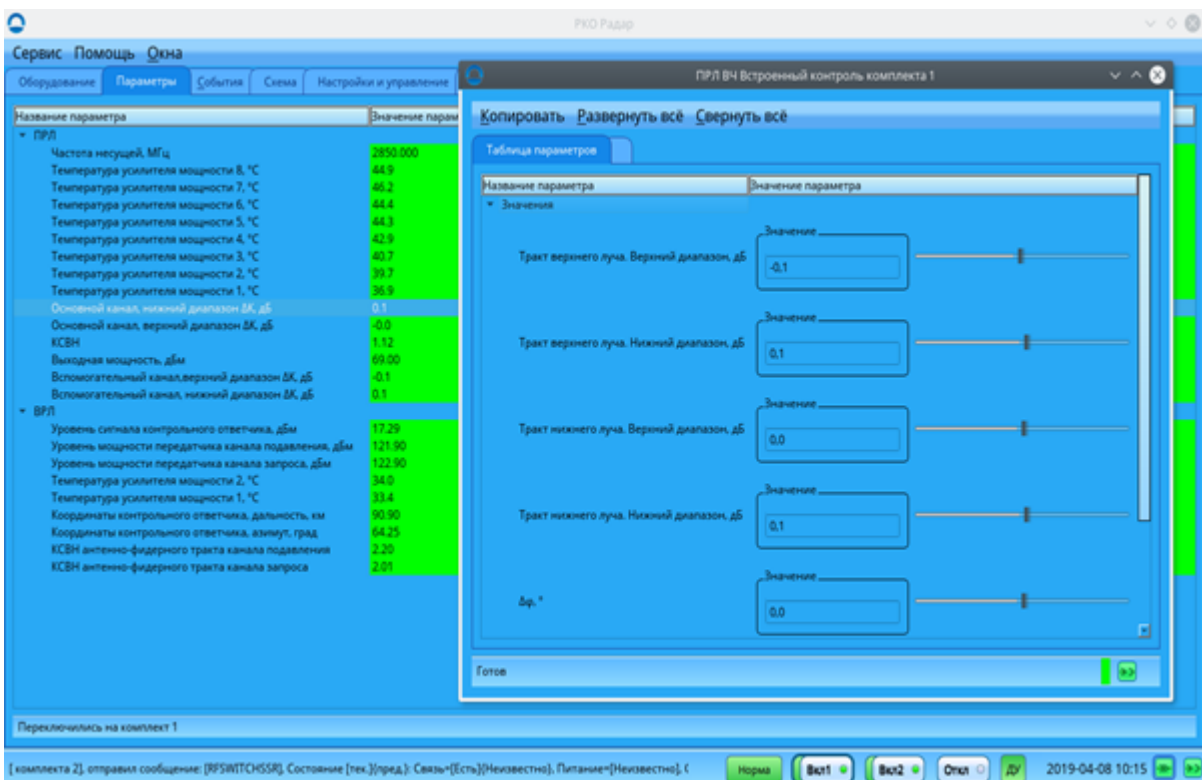 РКО Радар
Сервис Помощь Окна
Оборудование Параметры События Схема Настройки и управление
Название параметра Значение парам
ПРЛ
Частота несущей, МГц 2850.000
Температура усилителя мощности 8, °C 44.9
Температура усилителя мощности 7, °C 46.2
Температура усилителя мощности 6, °C 44.4
Температура усилителя мощности 5, °C 44.3
Температура усилителя мощности 4, °C 42.9
Температура усилителя мощности 3, °C 40.7
Температура усилителя мощности 2, °C 39.7
Температура усилителя мощности 1, °C 36.9
Основной канал, нижний диапазон ΔK, дБ 0.1
Основной канал, верхний диапазон ΔK, дБ -0.0
КСВН 1.12
Выходная мощность, дБм 69.00
Вспомогательный канал,верхний диапазон ΔK, дБ -0.1
Вспомогательный канал, нижний диапазон ΔK, дБ 0.1
ВРЛ
Уровень сигнала контрольного ответчика, дБм 17.29
Уровень мощности передатчика канала подавления, дБм 121.90
Уровень мощности передатчика канала запроса, дБм 122.90
Температура усилителя мощности 2, °C 34.0
Температура усилителя мощности 1, °C 33.4
Координаты контрольного ответчика, дальность, км 90.90
Координаты контрольного ответчика, азимут, град 64.25
КСВН антенно-фидерного тракта канала подавления 2.20
КСВН антенно-фидерного тракта канала запроса 2.01
ПРЛ ВЧ Встроенный контроль комплекта 1
Копировать Развернуть всё Свернуть всё
Таблица параметров
Название параметра Значение параметра
Значения
Значение
Тракт верхнего луча. Верхний диапазон, дБ -0,1
Значение
Тракт верхнего луча. Нижний диапазон, дБ 0,1
Значение
Тракт нижнего луча. Верхний диапазон, дБ 0,0
Значение
Тракт нижнего луча. Нижний диапазон, дБ 0,1
Значение
Δφ, ° 0,0
Готов
Переключились на комплект 1
[ комплекта 2], отправил сообщение: [RFSWITCHSSR], Состояние [тек.](пред.): Связь=[Есть](Неизвестно), Питание=[Неизвестно], ( Норма Вкл1 Вкл2 Откл ДУ 2019-04-08 10:15